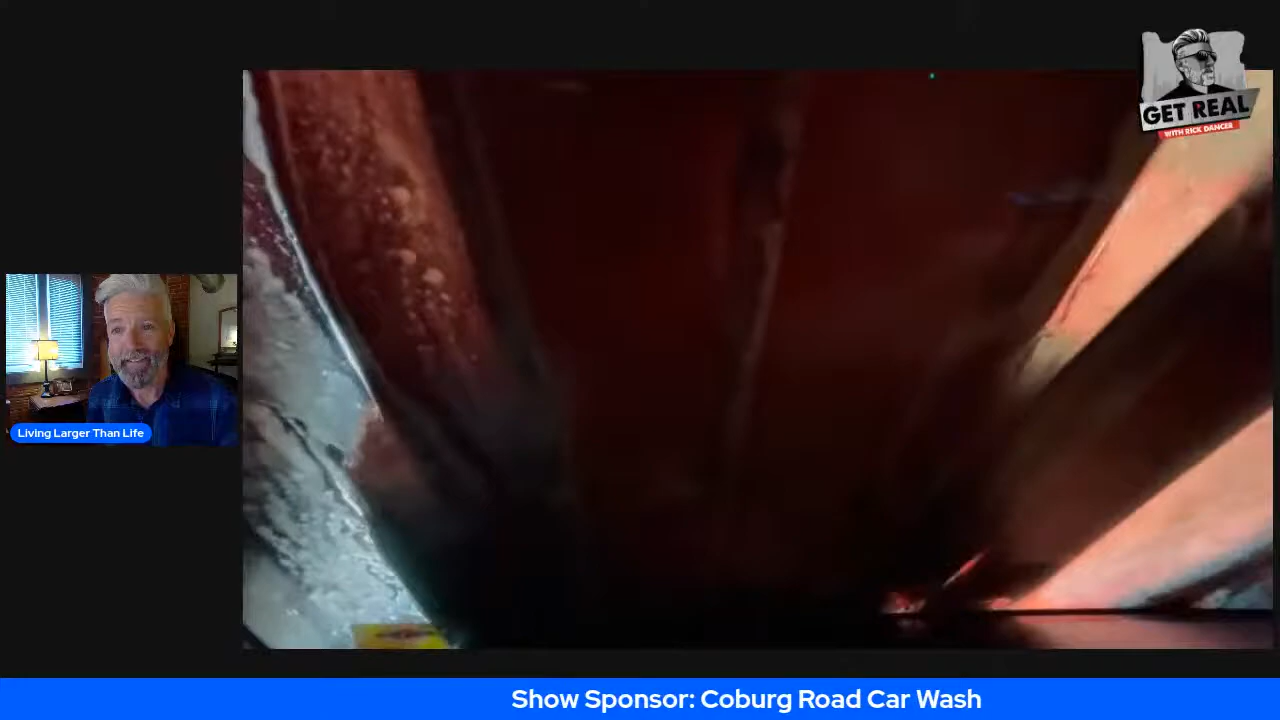 GET REAL
WITH RICK DANCER
Living Larger Than Life
Show Sponsor: Coburg Road Car Wash